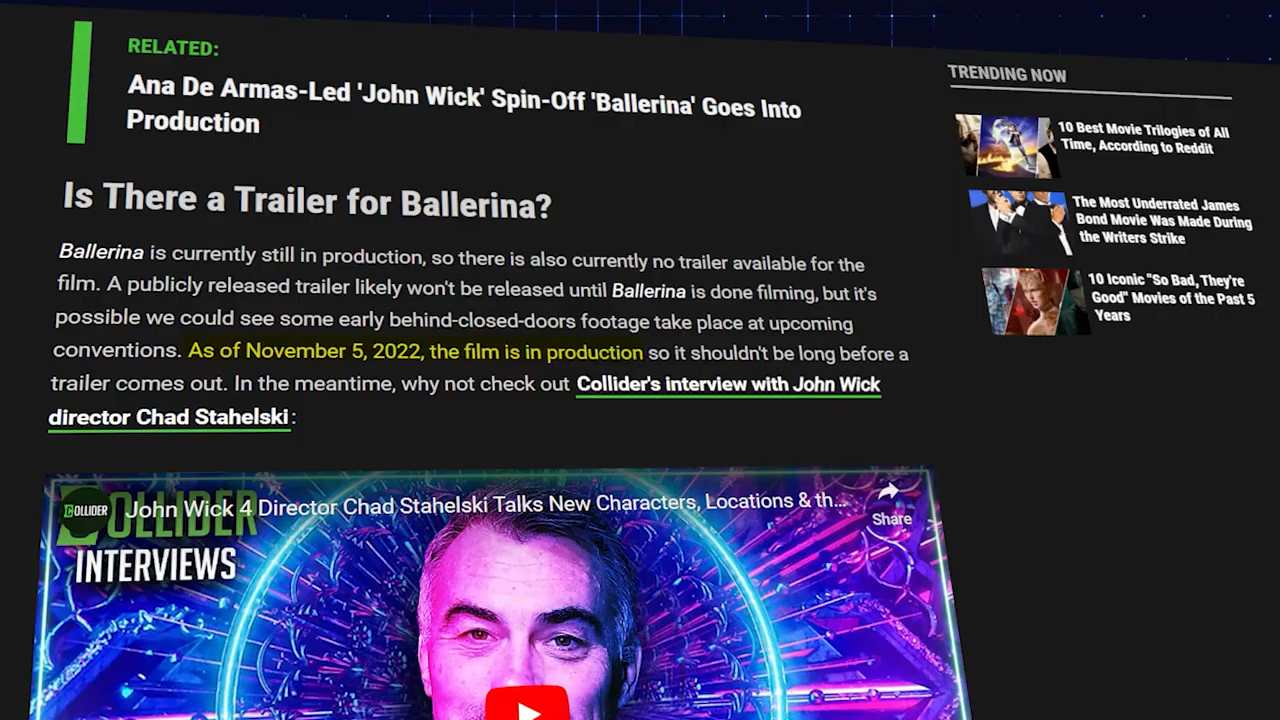 RELATED:
Ana De Armas-Led 'John Wick' Spin-Off 'Ballerina' Goes Into
Production
Is There a Trailer for Ballerina?
Ballerina is currently still in production, so there is also currently no trailer available for the
film. A publicly released trailer likely won't be released until Ballerina is done filming, but it's
possible we could see some early behind-closed-doors footage take place at upcoming
conventions. As of November 5, 2022, the film is in production so it shouldn't be long before a
trailer comes out. In the meantime, why not check out Collider's interview with John Wick
director Chad Stahelski:
COLLIDER
John Wick 4 Director Chad Stahelski Talks New Characters, Locations & th...
COLLIDER
INTERVIEWS
Share
TRENDING NOW
10 Best Movie Trilogies of All
Time, According to Reddit
The Most Underrated James
Bond Movie Was Made During
the Writers Strike
10 Iconic "So Bad, They're
Good" Movies of the Past 5
Years